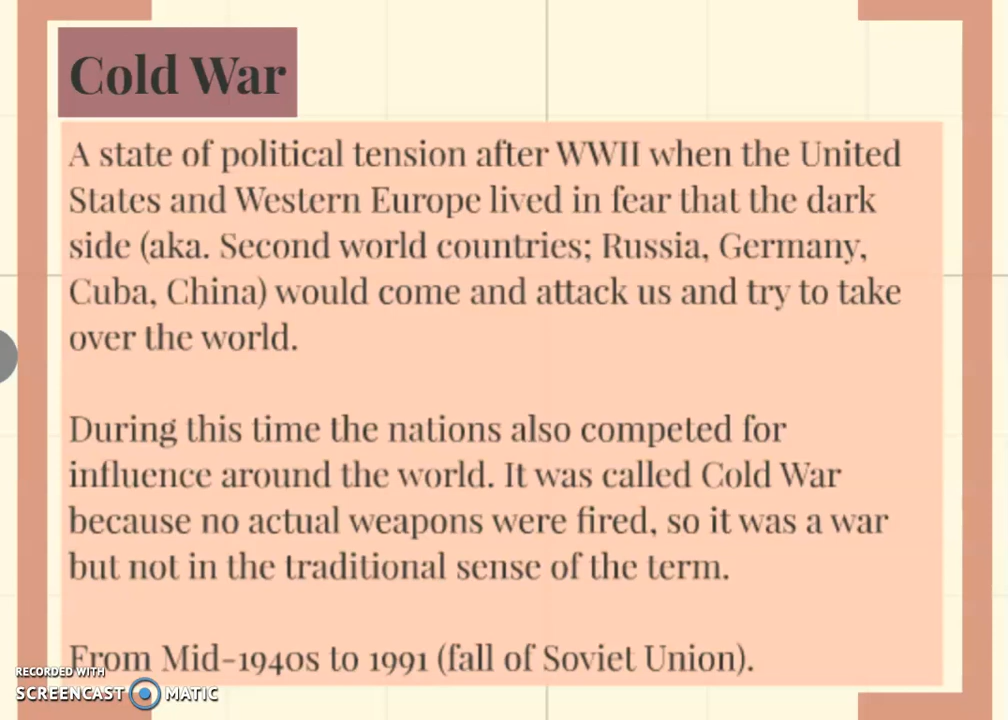 Cold War
A state of political tension after WWII when the United
States and Western Europe lived in fear that the dark
side (aka. Second world countries; Russia, Germany,
Cuba, China) would come and attack us and try to take
over the world.
During this time the nations also competed for
influence around the world. It was called Cold War
because no actual weapons were fired, so it was a war
but not in the traditional sense of the term.
From Mid-1940s to 1991 (fall of Soviet Union).
RECORDED WITH
SCREENCAST MATIC